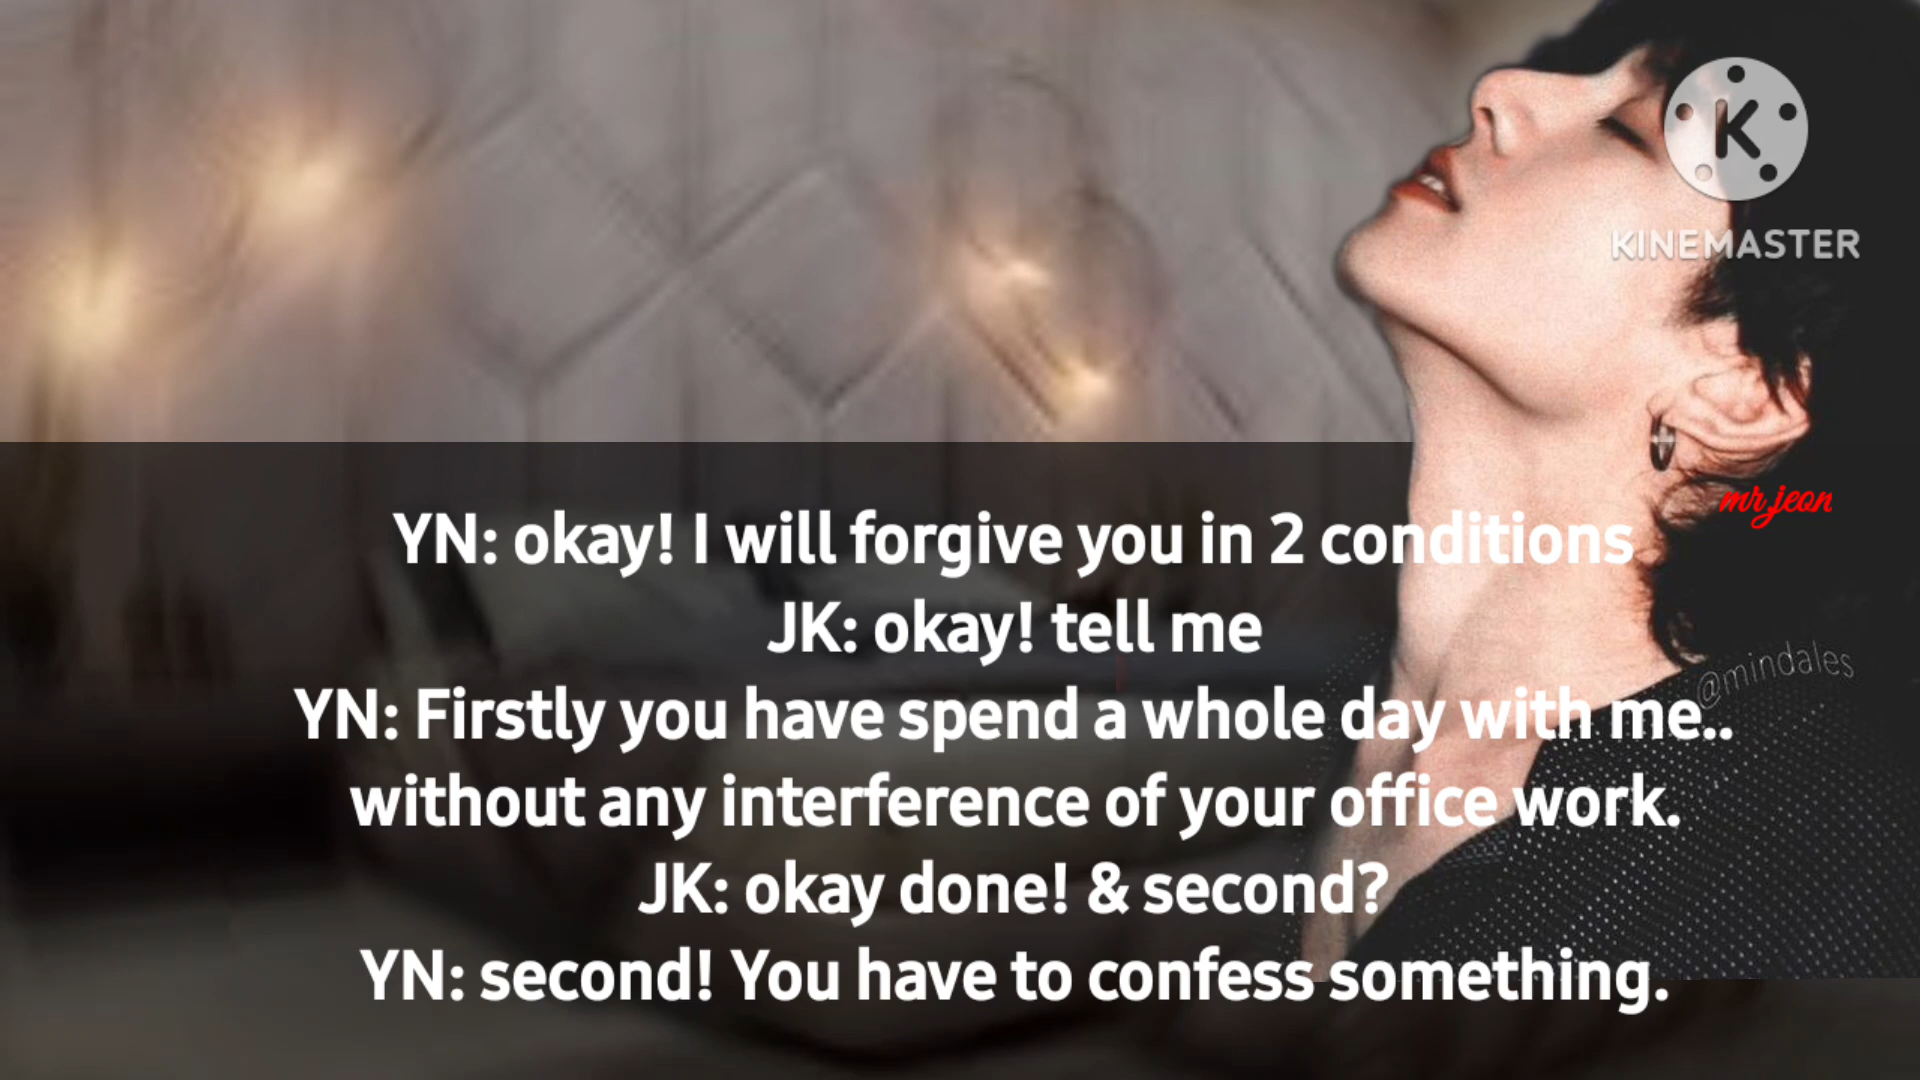 K
KINEMASTER
mr jeon
YN: okay! I will forgive you in 2 conditions
JK: okay! tell me
@mindales
YN: Firstly you have spend a whole day with me..
without any interference of your office work.
JK: okay done! & second?
YN: second! You have to confess something.